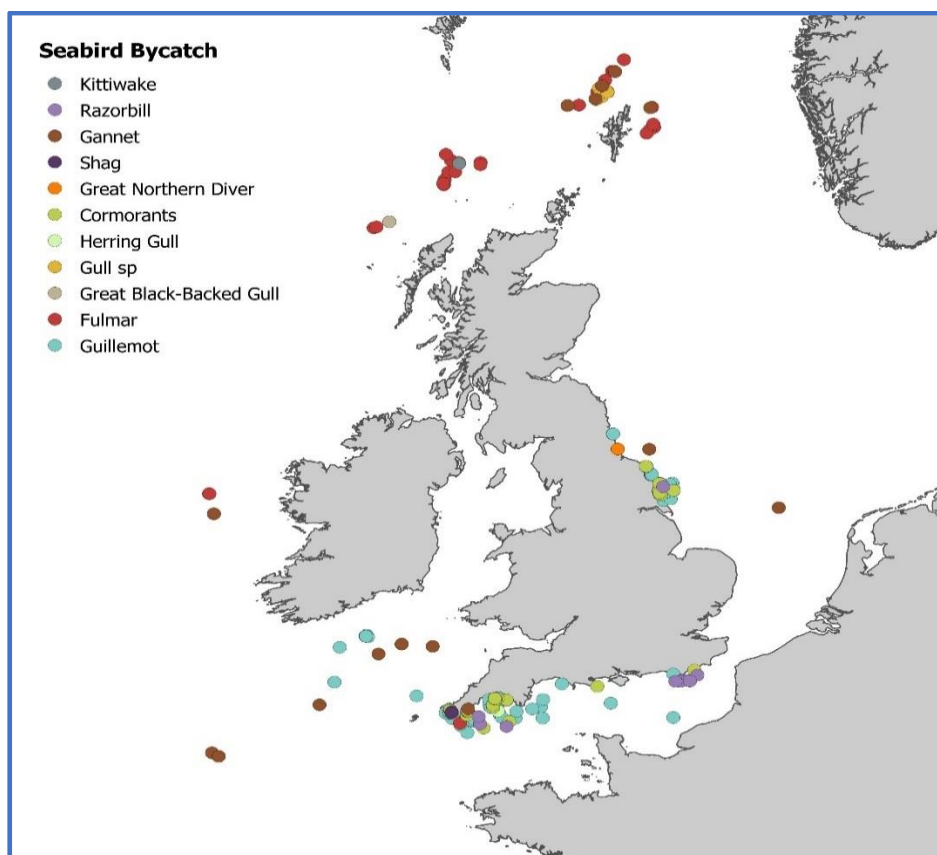 Seabird Bycatch
Kittiwake
Razorbill
Gannet
Shag
Great Northern Diver
Cormorants
Herring Gull
Gull sp
Great Black-Backed Gull
Fulmar
Guillemot